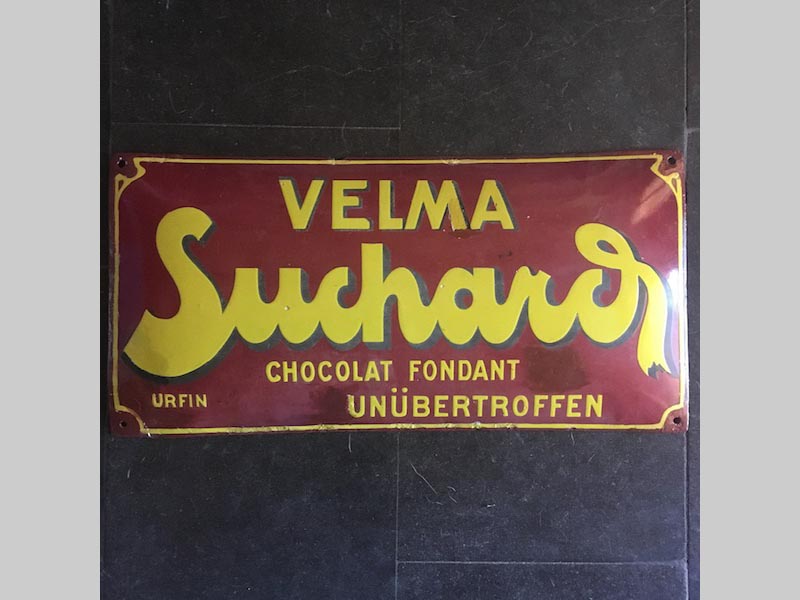 VELMA
Suchard
CHOCOLAT FONDANT
URFIN UNÜBERTROFFEN